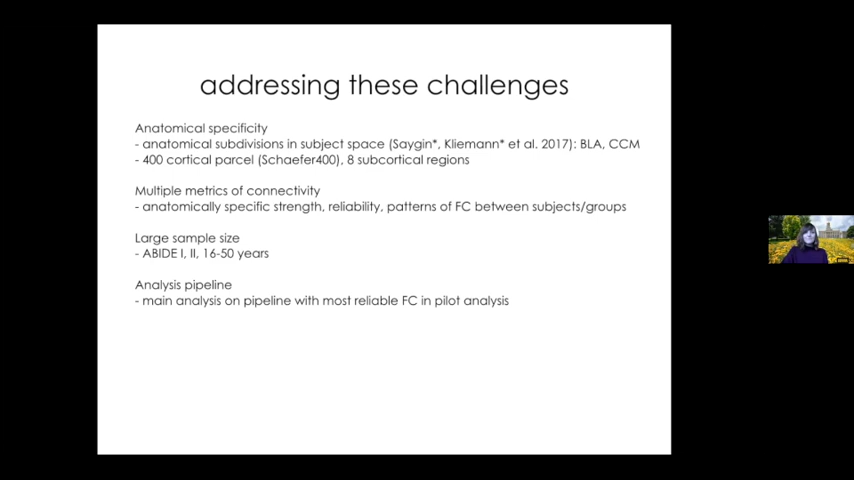 addressing these challenges
Anatomical specificity
- anatomical subdivisions in subject space (Saygin*, Kliemann* et al. 2017): BLA, CCM
- 400 cortical parcel (Schaefer400), 8 subcortical regions
Multiple metrics of connectivity
- anatomically specific strength, reliability, patterns of FC between subjects/groups
Large sample size
- ABIDE I, II, 16-50 years
Analysis pipeline
- main analysis on pipeline with most reliable FC in pilot analysis